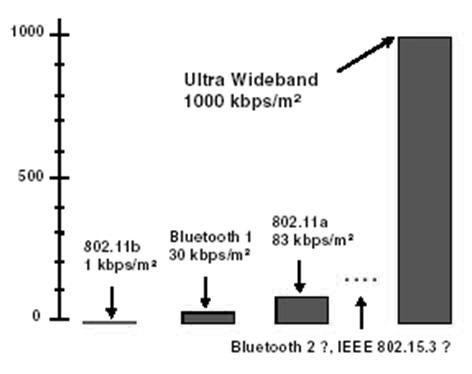 1000
Ultra Wideband
1000 kbps/m²
500
802.11b
1 kbps/m²
Bluetooth 1
30 kbps/m²
802.11a
83 kbps/m²
0
Bluetooth 2 ?, IEEE 802.15.3 ?